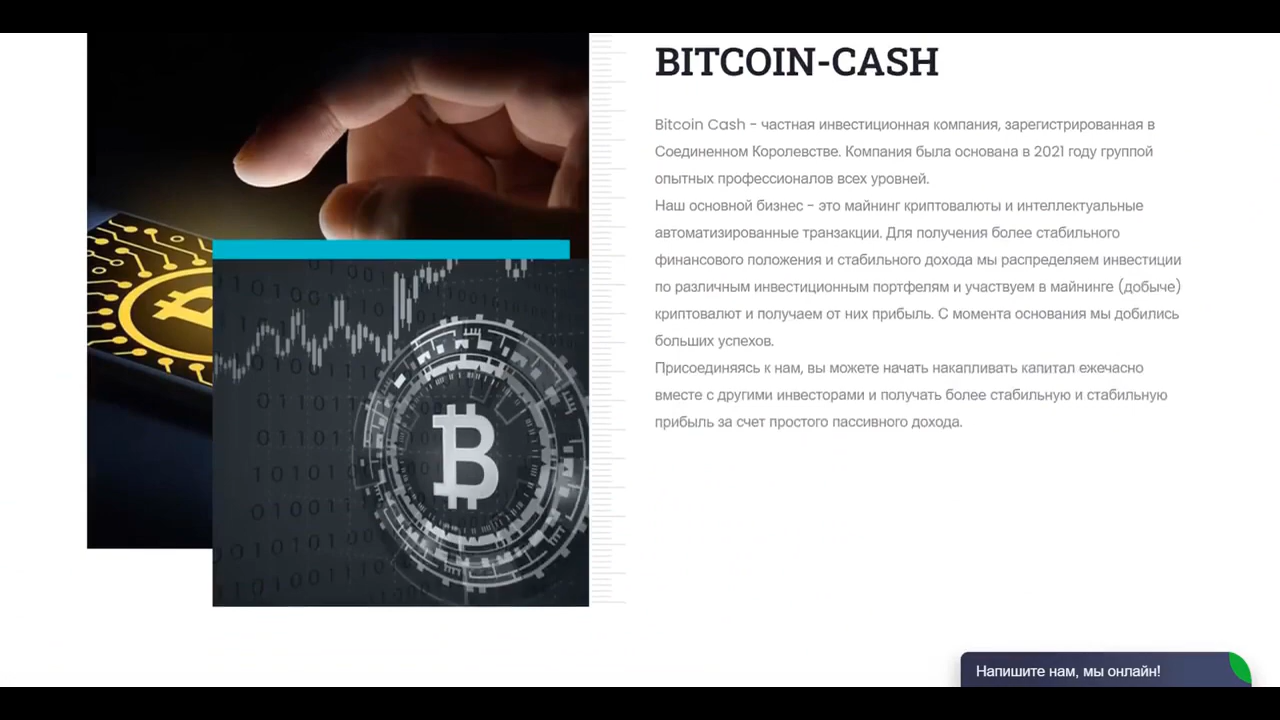 BITCOIN-CASH
Bitcoin Cash - частная инвестиционная компания, зарегистрированная в
Соединенном Королевстве. Компания была основана в 2021 году группой
опытных профессионалов всех уровней.
Наш основной бизнес - это майнинг криптовалюты и интеллектуальные
автоматизированные транзакции. Для получения более стабильного
финансового положения и стабильного дохода мы распределяем инвестиции
по различным инвестиционным портфелям и участвуем в майнинге (добыче)
криптовалют и получаем от них прибыль. С момента основания мы добились
больших успехов.
Присоединяясь к нам, вы можете начать накапливать капитал ежечасно
вместе с другими инвесторами и получать более стабильную и стабильную
прибыль за счет простого пассивного дохода.
Напишите нам, мы онлайн!